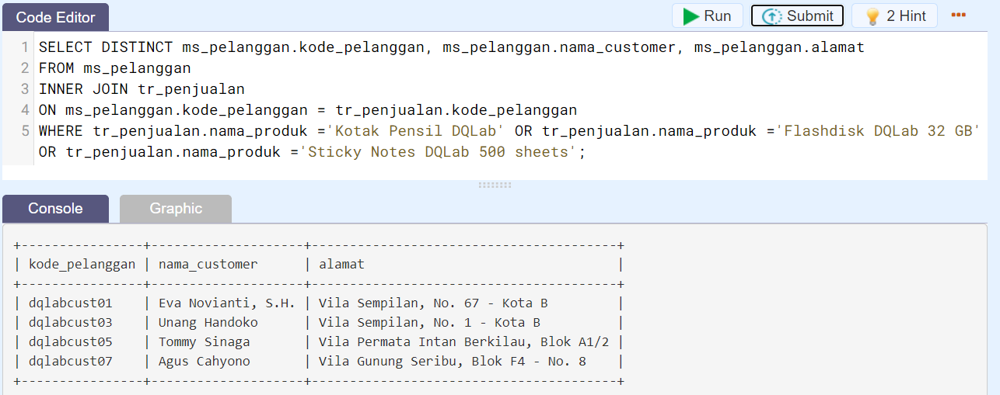 Code Editor
Run
Submit
2 Hint
1 SELECT DISTINCT ms_pelanggan.kode_pelanggan, ms_pelanggan.nama_customer, ms_pelanggan.alamat
2 FROM ms_pelanggan
3 INNER JOIN tr_penjualan
4 ON ms_pelanggan.kode_pelanggan = tr_penjualan.kode_pelanggan
5 WHERE tr_penjualan.nama_produk ='Kotak Pensil DQLab' OR tr_penjualan.nama_produk ='Flashdisk DQLab 32 GB'
OR tr_penjualan.nama_produk ='Sticky Notes DQLab 500 sheets';
Console
Graphic
+----------------+--------------------+----------------------------------------+
| kode_pelanggan | nama_customer      | alamat                                 |
+----------------+--------------------+----------------------------------------+
| dqlabcust01    | Eva Novianti, S.H. | Vila Sempilan, No. 67 - Kota B         |
| dqlabcust03    | Unang Handoko      | Vila Sempilan, No. 1 - Kota B          |
| dqlabcust05    | Tommy Sinaga       | Vila Permata Intan Berkilau, Blok A1/2 |
| dqlabcust07    | Agus Cahyono       | Vila Gunung Seribu, Blok F4 - No. 8    |
+----------------+--------------------+----------------------------------------+